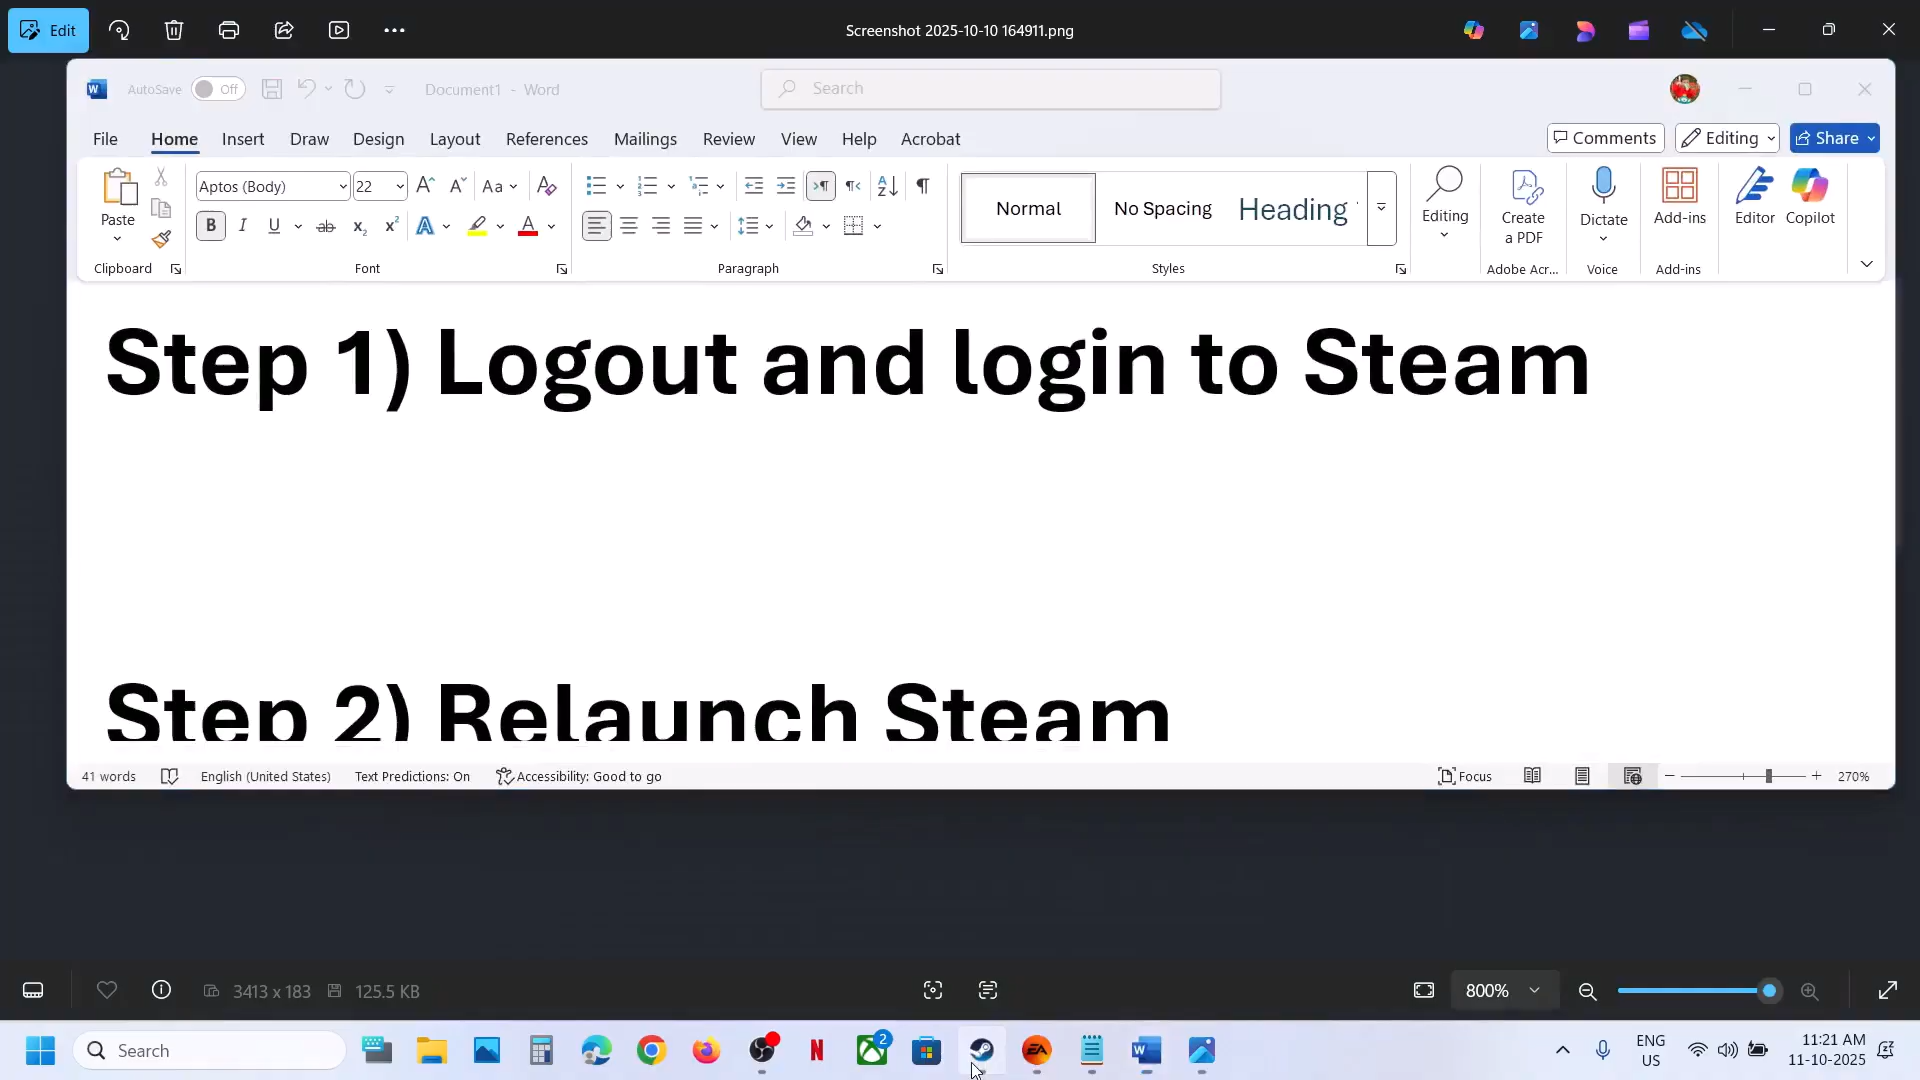 Edit
Screenshot 2025-10-10 164911.png
AutoSave Off Document1 - Word Search
File Home Insert Draw Design Layout References Mailings Review View Help Acrobat Comments Editing Share
Paste
Clipboard
Aptos (Body) 22
Font
Paragraph
Normal No Spacing Heading
Styles
Editing
Create
a PDF
Adobe Acr...
Dictate
Voice
Add-ins
Add-ins
Editor Copilot
Step 1) Logout and login to Steam
Step 2) Relaunch Steam
41 words English (United States) Text Predictions: On Accessibility: Good to go Focus 270%
3413 x 183 125.5 KB 800%
Search
2
ENG
US
11:21 AM
11-10-2025